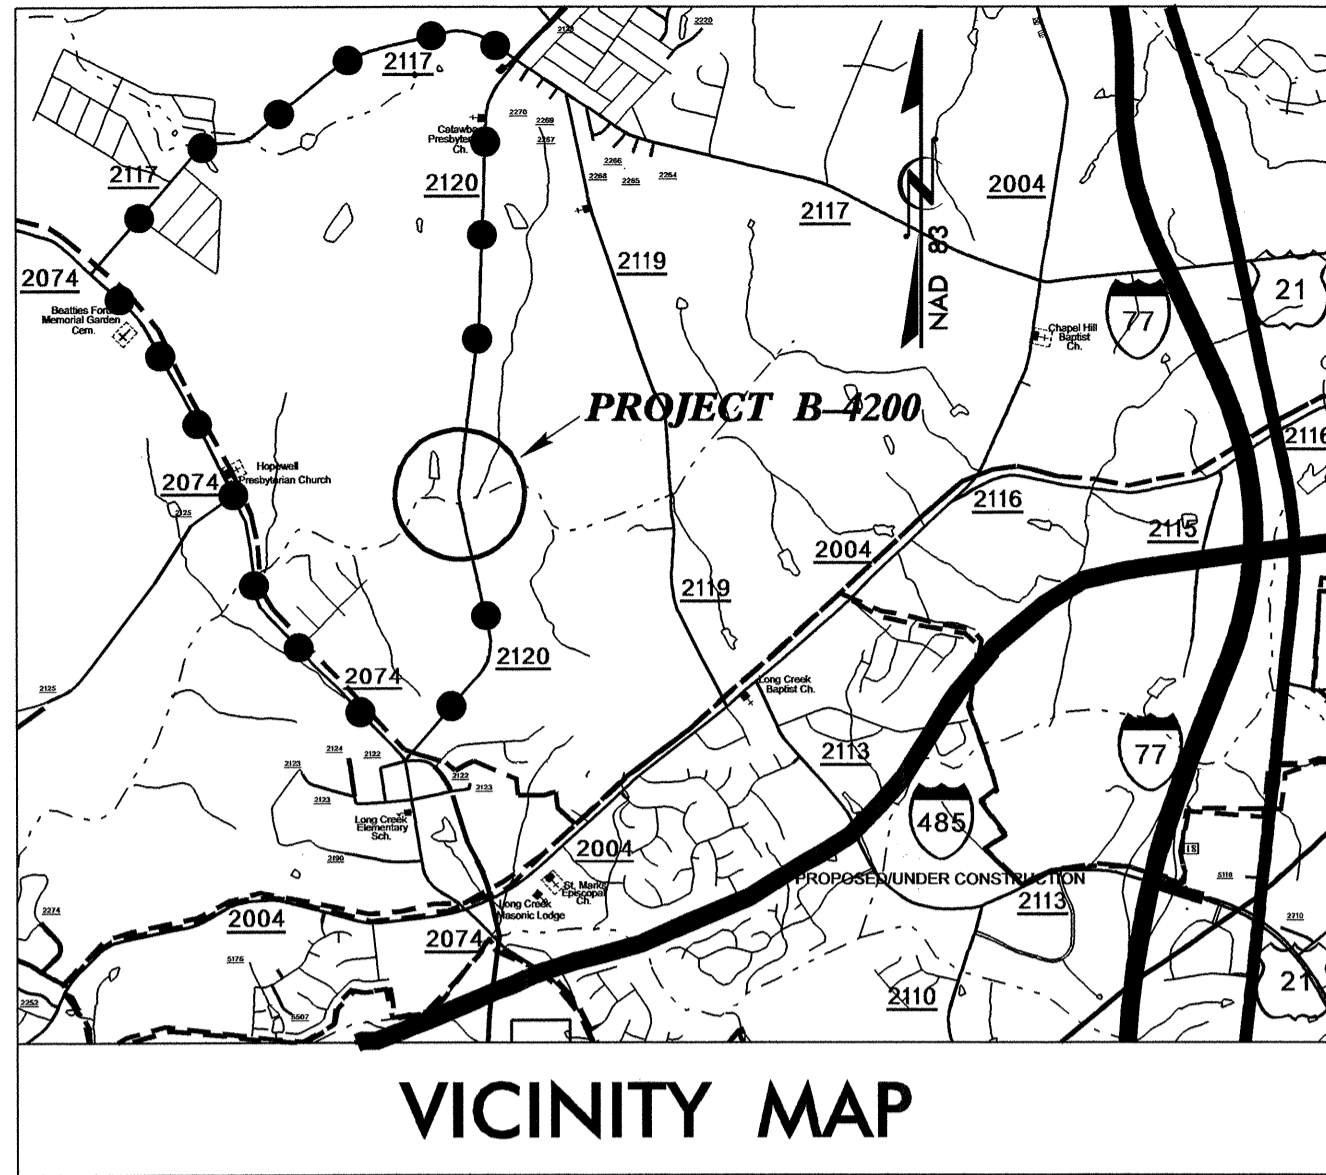 2220
2117
2117
2120
2074
Catawba
Presbyterian
Ch.
2270
2269
2267
2266
2268
2265
2264
2119
2117
2004
NAD 83
77
21
Beatties Ford
Memorial Garden
Cem.
Chapel Hill
Baptist
Ch.
PROJECT B-4200
2116
Hopewell
Presbyterian Church
2074
2125
2116
2115
2004
2119
2120
2074
2125
Long Creek
Baptist Ch.
2124
2122
2122
2123
2123
2123
2113
77
485
Long Creek
Elementary
Sch.
2190
2004
St. Mark
Episcopal
Ch.
Long Creek
Masonic Lodge
PROPOSED/UNDER CONSTRUCTION
5118
2113
2710
2274
2004
2074
5176
5507
2252
2110
21
VICINITY MAP